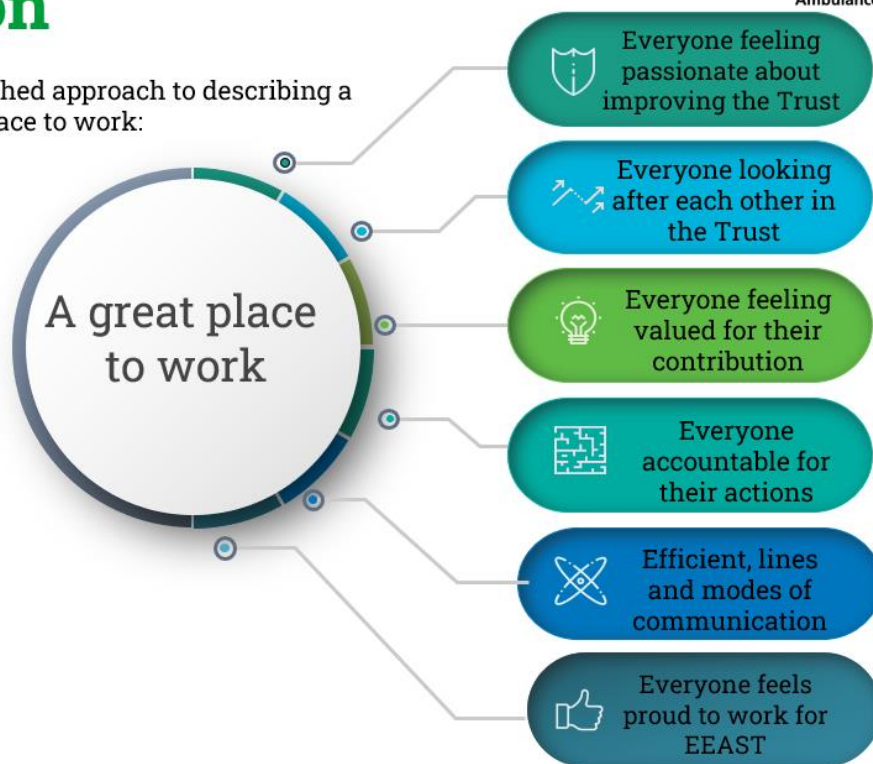 on
Ambulance
hed approach to describing a
ace to work:
A great place
to work
Everyone feeling
passionate about
improving the Trust
Everyone looking
after each other in
the Trust
Everyone feeling
valued for their
contribution
Everyone
accountable for
their actions
Efficient, lines
and modes of
communication
Everyone feels
proud to work for
EEAST